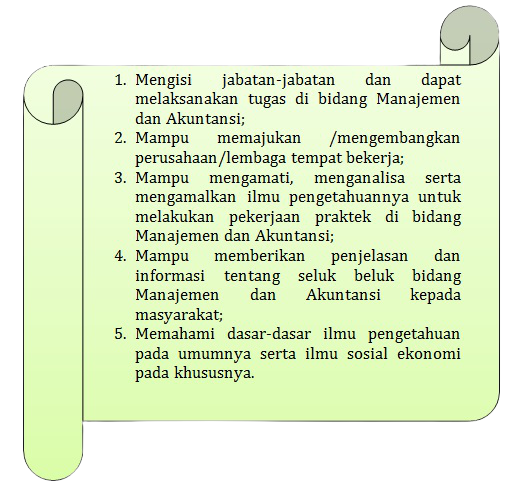 1. Mengisi jabatan-jabatan dan dapat
melaksanakan tugas di bidang Manajemen
dan Akuntansi;
2. Mampu memajukan /mengembangkan
perusahaan/lembaga tempat bekerja;
3. Mampu mengamati, menganalisa serta
mengamalkan ilmu pengetahuannya untuk
melakukan pekerjaan praktek di bidang
Manajemen dan Akuntansi;
4. Mampu memberikan penjelasan dan
informasi tentang seluk beluk bidang
Manajemen dan Akuntansi kepada
masyarakat;
5. Memahami dasar-dasar ilmu pengetahuan
pada umumnya serta ilmu sosial ekonomi
pada khususnya.